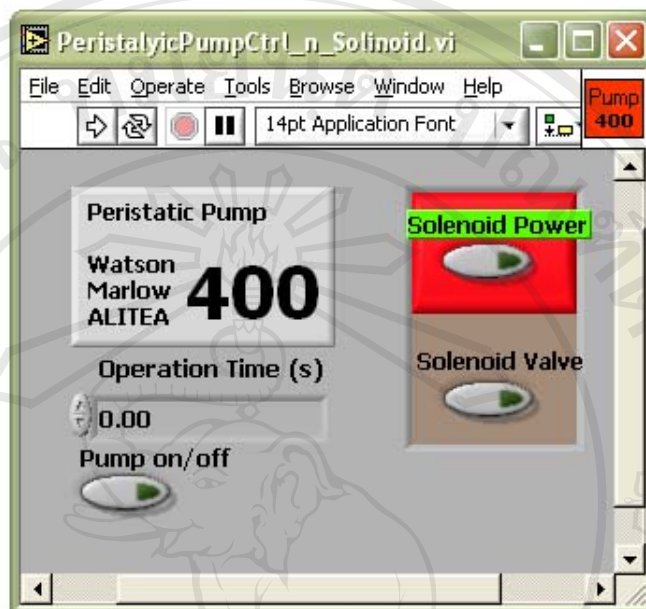 PeristalyicPumpCtrl_n_Solinoid.vi
File Edit Operate Tools Browse Window Help
14pt Application Font
Pump
400
Peristatic Pump
Watson
Marlow
ALITEA
400
Operation Time (s)
0.00
Pump on/off
Solenoid Power
Solenoid Valve